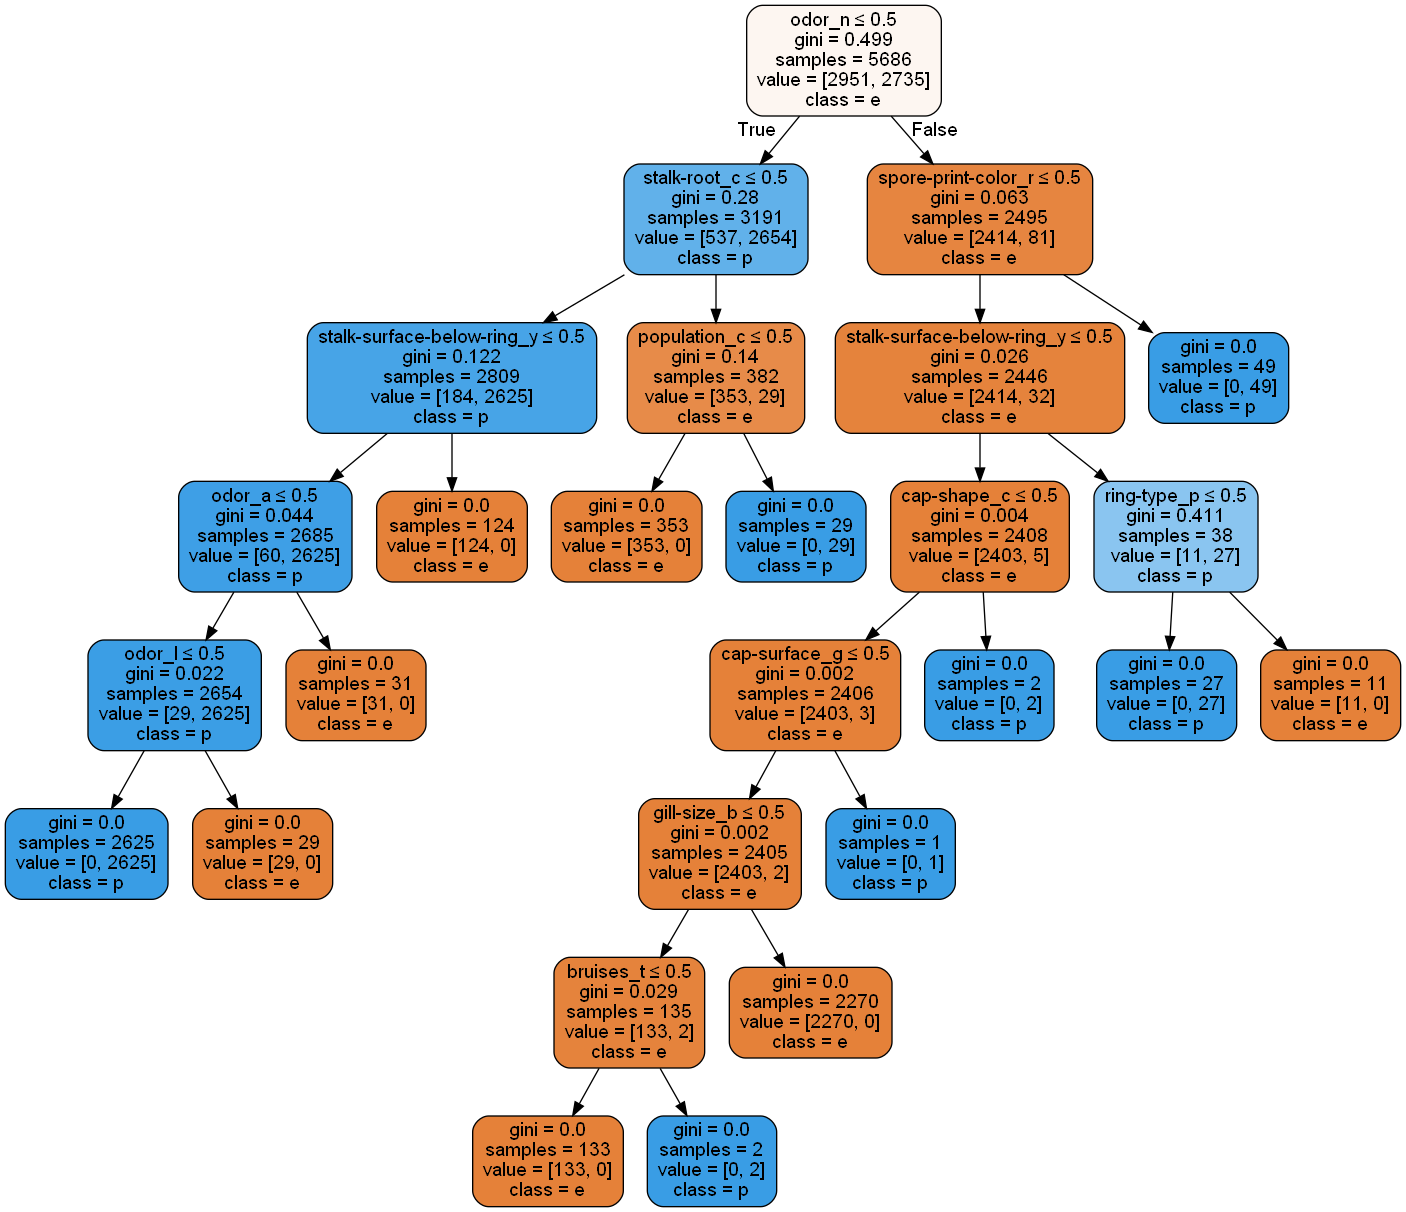 odor_n ≤ 0.5
gini = 0.499
samples = 5686
value = [2951, 2735]
class = e
True
False
stalk-root_c ≤ 0.5
gini = 0.28
samples = 3191
value = [537, 2654]
class = p
spore-print-color_r ≤ 0.5
gini = 0.063
samples = 2495
value = [2414, 81]
class = e
stalk-surface-below-ring_y ≤ 0.5
gini = 0.122
samples = 2809
value = [184, 2625]
class = p
population_c ≤ 0.5
gini = 0.14
samples = 382
value = [353, 29]
class = e
stalk-surface-below-ring_y ≤ 0.5
gini = 0.026
samples = 2446
value = [2414, 32]
class = e
gini = 0.0
samples = 49
value = [0, 49]
class = p
odor_a ≤ 0.5
gini = 0.044
samples = 2685
value = [60, 2625]
class = p
gini = 0.0
samples = 124
value = [124, 0]
class = e
gini = 0.0
samples = 353
value = [353, 0]
class = e
gini = 0.0
samples = 29
value = [0, 29]
class = p
cap-shape_c ≤ 0.5
gini = 0.004
samples = 2408
value = [2403, 5]
class = e
ring-type_p ≤ 0.5
gini = 0.411
samples = 38
value = [11, 27]
class = p
odor_l ≤ 0.5
gini = 0.022
samples = 2654
value = [29, 2625]
class = p
gini = 0.0
samples = 31
value = [31, 0]
class = e
cap-surface_g ≤ 0.5
gini = 0.002
samples = 2406
value = [2403, 3]
class = e
gini = 0.0
samples = 2
value = [0, 2]
class = p
gini = 0.0
samples = 27
value = [0, 27]
class = p
gini = 0.0
samples = 11
value = [11, 0]
class = e
gini = 0.0
samples = 2625
value = [0, 2625]
class = p
gini = 0.0
samples = 29
value = [29, 0]
class = e
gill-size_b ≤ 0.5
gini = 0.002
samples = 2405
value = [2403, 2]
class = e
gini = 0.0
samples = 1
value = [0, 1]
class = p
bruises_t ≤ 0.5
gini = 0.029
samples = 135
value = [133, 2]
class = e
gini = 0.0
samples = 2270
value = [2270, 0]
class = e
gini = 0.0
samples = 133
value = [133, 0]
class = e
gini = 0.0
samples = 2
value = [0, 2]
class = p